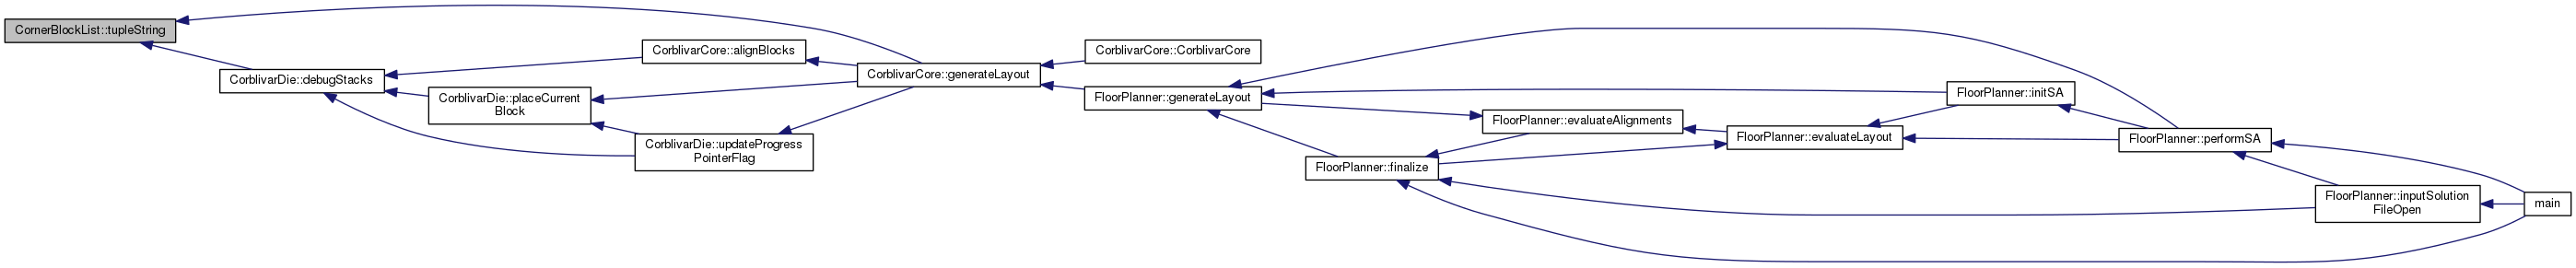 CornerBlockList::tupleString
CorblivarDie::debugStacks
CorblivarCore::alignBlocks
CorblivarDie::placeCurrent
Block
CorblivarDie::updateProgress
PointerFlag
CorblivarCore::generateLayout
CorblivarCore::CorblivarCore
FloorPlanner::generateLayout
FloorPlanner::finalize
FloorPlanner::evaluateAlignments
FloorPlanner::evaluateLayout
FloorPlanner::initSA
FloorPlanner::performSA
FloorPlanner::inputSolution
FileOpen
main